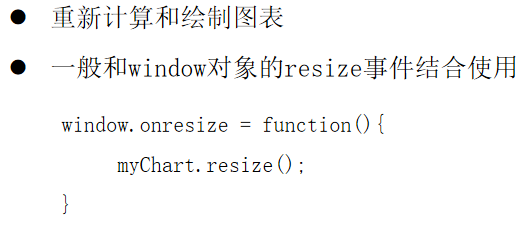 ● 重新计算和绘制图表
● 一般和window对象的resize事件结合使用
window.onresize = function(){
myChart.resize();
}